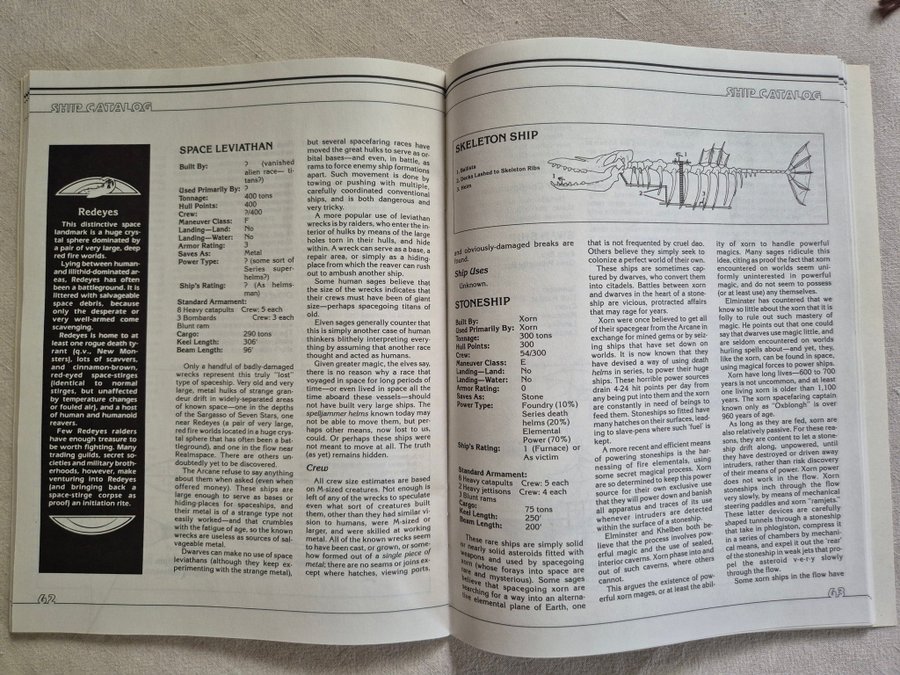 SHIP CATALOG
Redeyes
This distinctive space
landmark is a huge crys-
tal sphere dominated by
a pair of very large, deep
red fire worlds.
Lying between human-
and illithid-dominated ar-
eas, Redeyes has often
been a battleground. It is
littered with salvageable
space debris, because
only the desperate or
very well-armed come
scavenging.
Redeyes is home to at
least one rogue death ty-
rant (q.v., New Mon-
sters), lots of scavvers,
and cinnamon-brown,
red-eyed space-stirges
(identical to normal
stirges, but unaffected
by temperature changes
or fouled air), and a host
of human and humanoid
reavers.
Few Redeyes raiders
have enough treasure to
be worth fighting. Many
trading guilds, secret so-
cieties and military broth-
erhoods, however, make
venturing into Redeyes
(and bringing back a
space-stirge corpse as
proof) an initiation rite.
SPACE LEVIATHAN
Built By: ? (vanished
alien race— ti-
tans?)
Used Primarily By: ?
Tonnage: 400 tons
Hull Points: 400
Crew: ?/400
Maneuver Class: F
Landing—Land: No
Landing—Water: No
Armor Rating: 3
Saves As: Metal
Power Type: ? (some sort of
Series super-
helms?)
Ship's Rating: ? (As helms-
man)
Standard Armament:
8 Heavy catapults Crew: 5 each
3 Bombards Crew: 3 each
Blunt ram
Cargo: 290 tons
Keel Length: 306'
Beam Length: 96'
Only a handful of badly-damaged
wrecks represent this truly "lost"
type of spaceship. Very old and very
large, metal hulks of strange gran-
deur drift in widely-separated areas
of known space—one in the depths
of the Sargasso of Seven Stars, one
near Redeyes (a pair of very large,
red fire worlds located in a huge crys-
tal sphere that has often been a bat-
tleground), and one in the flow near
Realmspace. There are others un-
doubtedly yet to be discovered.
The Arcane refuse to say anything
about them when asked (even when
offered money). These ships are
large enough to serve as bases or
hiding-places for spaceships, and
their metal is of a strange type not
easily worked—and that crumbles
with the fatigue of age, so the known
wrecks are useless as sources of sal-
vageable metal.
Dwarves can make no use of space
leviathans (although they keep ex-
perimenting with the strange metal),
but several spacefaring races have
moved the great hulks to serve as or-
bital bases—and even, in battle, as
rams to force enemy ship formations
apart. Such movement is done by
towing or pushing with multiple,
carefully coordinated conventional
ships, and is both dangerous and
very tricky.
A more popular use of leviathan
wrecks is by raiders, who enter the in-
terior of hulks by means of the large
holes torn in their hulls, and hide
within. A wreck can serve as a base, a
repair area, or simply as a hiding-
place from which the reaver can rush
out to ambush another ship.
Some human sages believe that
the size of the wrecks indicates that
their crews must have been of giant
size—perhaps spacegoing titans of
old.
Elven sages generally counter that
this is simply another case of human
thinkers blithely interpreting every-
thing by assuming that another race
thought and acted as humans.
Given greater magic, the elves say,
there is no reason why a race that
voyaged in space for long periods of
time—or even lived in space all the
time aboard these vessels—should
not have built very large ships. The
spelljammer helms known today may
not be able to move them, but per-
haps other means, now lost to us,
could. Or perhaps these ships were
not meant to move at all. The truth
(as yet) remains hidden.
Crew
All crew size estimates are based
on M-sized creatures. Not enough is
left of any of the wrecks to speculate
even what sort of creatures built
them, other than they had similar vi-
sion to humans, were M-sized or
larger, and were skilled at working
metal. All of the known wrecks seem
to have been cast, or grown, or some-
how formed out of a single piece of
metal; there are no seams or joins ex-
cept where hatches, viewing ports,
62
SHIP CATALOG
SKELETON SHIP
1. Ballista
2. Decks Lashed to Skeleton Ribs
3. Helm
and obviously-damaged breaks are
found.
Ship Uses
Unknown.
STONESHIP
Built By: Xorn
Used Primarily By: Xorn
Tonnage: 300 tons
Hull Points: 300
Crew: 54/300
Maneuver Class: E
Landing—Land: No
Landing—Water: No
Armor Rating: 0
Saves As: Stone
Power Type: Foundry (10%)
Series death
helms (20%)
Elemental
Power (70%)
Ship's Rating: 1 (Furnace) or
As victim
Standard Armament:
8 Heavy catapults Crew: 5 each
2 Heavy jettisons Crew: 4 each
3 Blunt rams
Cargo: 75 tons
Keel Length: 250'
Beam Length: 200'
These rare ships are simply solid
or nearly solid asteroids fitted with
weapons and used by spacegoing
xorn (whose forays into space are
rare and mysterious). Some sages
believe that spacegoing xorn are
searching for a way into an alterna-
tive elemental plane of Earth, one
that is not frequented by cruel dao.
Others believe they simply seek to
colonize a perfect world of their own.
These ships are sometimes cap-
tured by dwarves, who convert them
into citadels. Battles between xorn
and dwarves in the heart of a stone-
ship are vicious, protracted affairs
that may rage for years.
Xorn were once believed to get all
of their spacegear from the Arcane in
exchange for mined gems or by seiz-
ing ships that have set down on
worlds. It is now known that they
have devised a way of using death
helms in series, to power their huge
ships. These horrible power sources
drain 4-24 hit points per day from
any being put into them and the xorn
are constantly in need of beings to
feed them. Stoneships so fitted have
many hatches on their surfaces, lead-
ing to slave-pens where such 'fuel' is
kept.
A more recent and efficient means
of powering stoneships is the har-
nessing of fire elementals, using
some secret magical process. Xorn
are so determined to keep this power
source for their own exclusive use
that they will power down and banish
all apparatus and traces of its use
whenever intruders are detected
within the surface of a stoneship.
Elminster and Khelben both be-
lieve that the process involves pow-
erful magic and the use of sealed,
interior caverns. Xorn phase into and
out of such caverns, where others
cannot.
This argues the existence of pow-
erful xorn mages, or at least the abil-
ity of xorn to handle powerful
magics. Many sages ridicule this
idea, citing as proof the fact that xorn
encountered on worlds seem uni-
formly uninterested in powerful
magic, and do not seem to possess
(or at least use) any themselves.
Elminster has countered that we
know so little about the xorn that it is
folly to rule out such mastery of
magic. He points out that one could
say that dwarves use magic little, and
are seldom encountered on worlds
hurling spells about—and yet, they,
like the xorn, can be found in space,
using magical forces to power ships.
Xorn have long lives—600 to 700
years is not uncommon, and at least
one living xorn is older than 1,100
years. The xorn spacefaring captain
known only as "Oxblongh" is over
960 years of age.
As long as they are fed, xorn are
also relatively passive. For these rea-
sons, they are content to let a stone-
ship drift along, unpowered, until
they have destroyed or driven away
intruders, rather than risk discovery
of their means of power. Xorn power
does not work in the flow. Xorn
stoneships inch through the flow
very slowly, by means of mechanical
steering paddles and xorn "ramjets."
These latter devices are carefully
shaped tunnels through a stoneship
that take in phlogiston, compress it
in a series of chambers by mechani-
cal means, and expel it out the 'rear'
of the stoneship in weak jets that pro-
pel the asteroid v-e-r-y slowly
through the flow.
Some xorn ships in the flow have
63